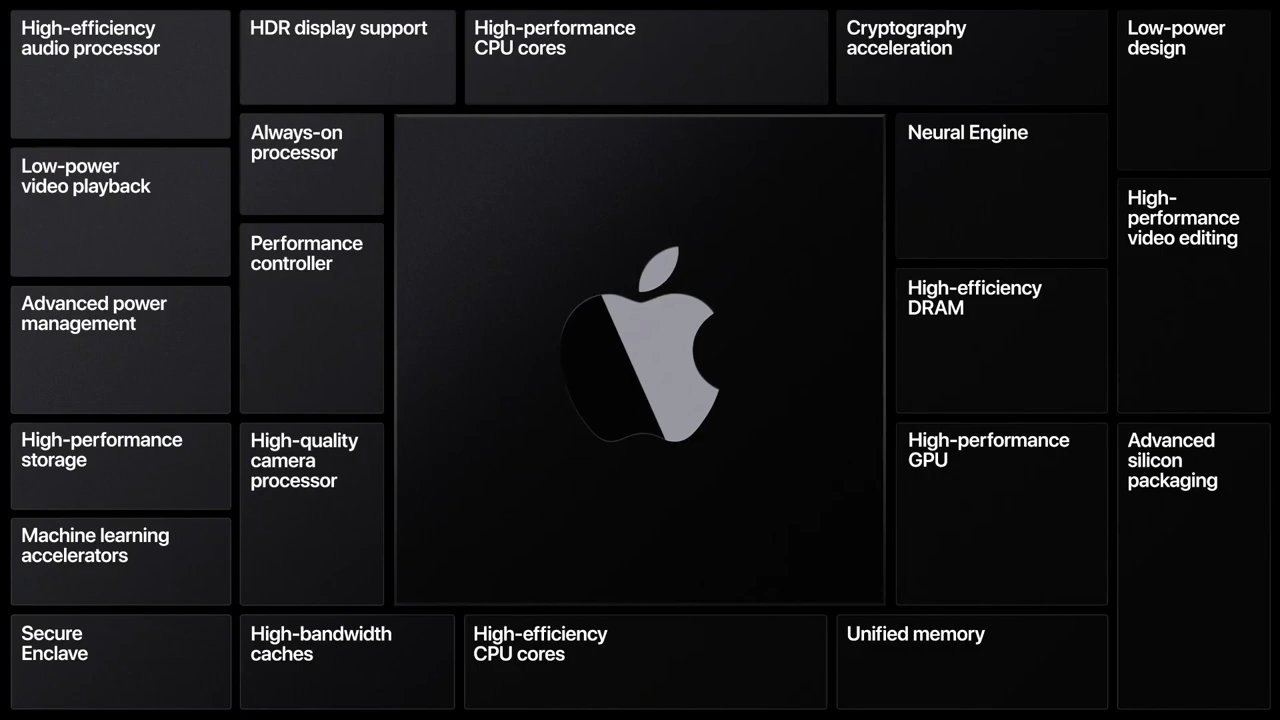 High-efficiency
audio processor
HDR display support
High-performance
CPU cores
Cryptography
acceleration
Low-power
design
Always-on
processor
Neural Engine
Low-power
video playback
High-
performance
video editing
Performance
controller
High-efficiency
DRAM
Advanced power
management
High-performance
storage
High-quality
camera
processor
High-performance
GPU
Advanced
silicon
packaging
Machine learning
accelerators
Secure
Enclave
High-bandwidth
caches
High-efficiency
CPU cores
Unified memory